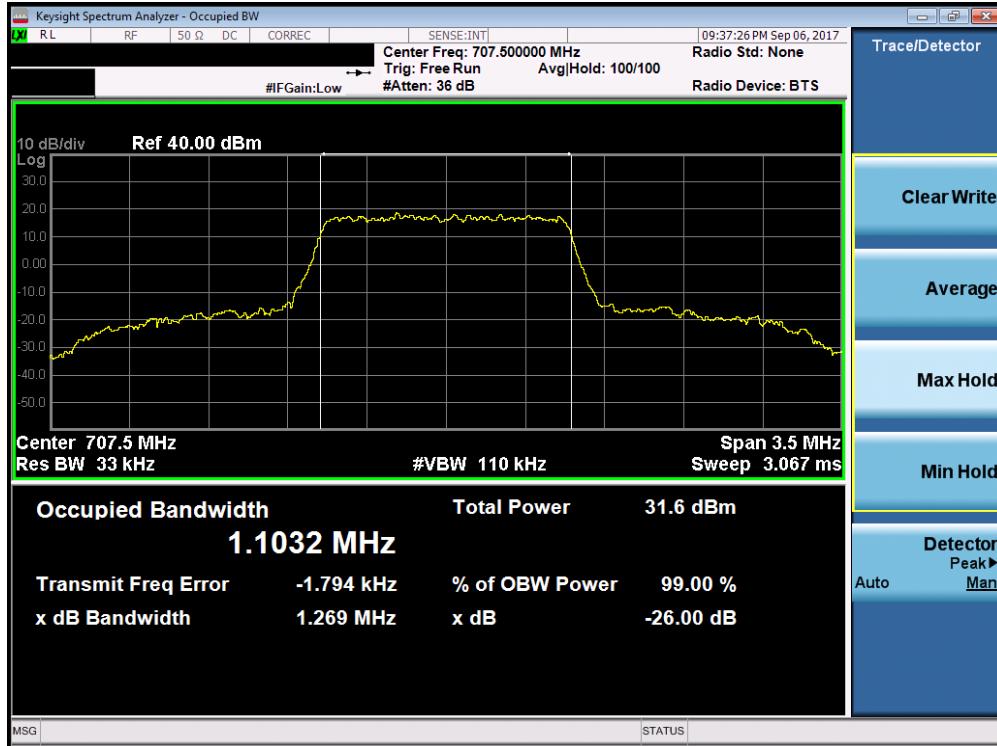 Keysight Spectrum Analyzer - Occupied BW
LXI RL RF 50 Ω DC CORREC SENSE:INT 09:37:26 PM Sep 06, 2017
Center Freq: 707.500000 MHz Radio Std: None
Trig: Free Run Avg|Hold: 100/100
#IFGain:Low #Atten: 36 dB Radio Device: BTS
10 dB/div Ref 40.00 dBm
Log
30.0
20.0
10.0
0.00
-10.0
-20.0
-30.0
-40.0
-50.0
Center 707.5 MHz Span 3.5 MHz
Res BW 33 kHz #VBW 110 kHz Sweep 3.067 ms
Occupied Bandwidth Total Power 31.6 dBm
1.1032 MHz
Transmit Freq Error -1.794 kHz % of OBW Power 99.00 %
x dB Bandwidth 1.269 MHz x dB -26.00 dB
MSG STATUS
Trace/Detector
Clear Write
Average
Max Hold
Min Hold
Detector
Peak▶
Auto Man